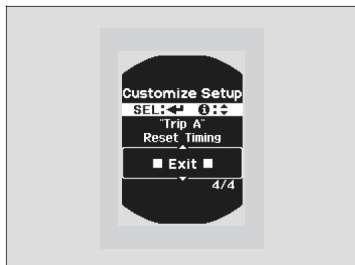 Customize Setup
SEL:↵ ⓘ:⬍
"Trip A"
Reset Timing
■ Exit ■
4/4